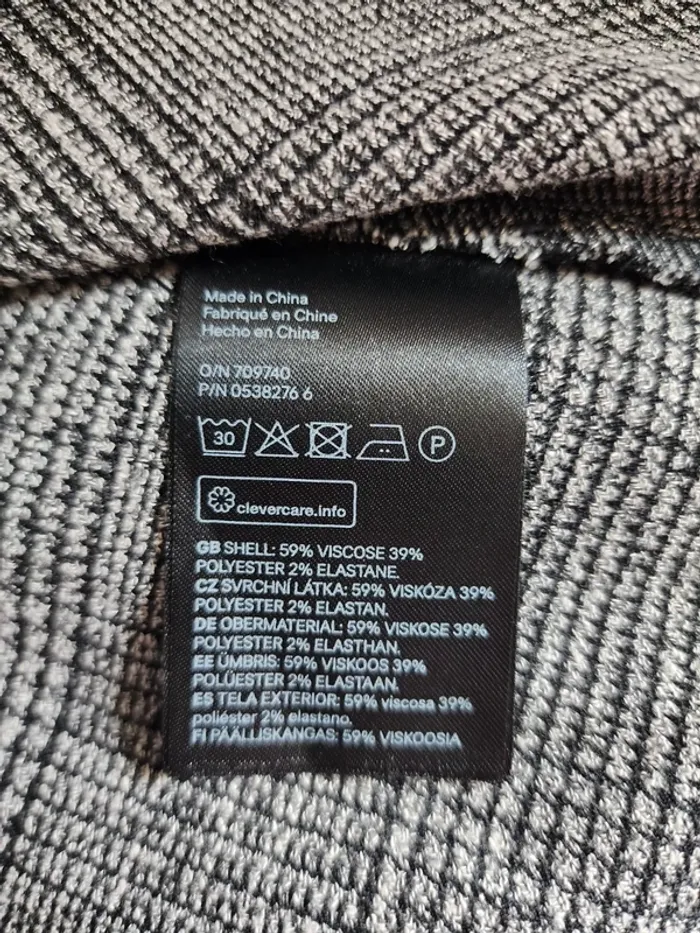 Made in China
Fabriqué en Chine
Hecho en China
O/N 709740
P/N 0538276 6
30
P
clevercare.info
GB SHELL: 59% VISCOSE 39%
POLYESTER 2% ELASTANE.
CZ SVRCHNÍ LÁTKA: 59% VISKÓZA 39%
POLYESTER 2% ELASTAN.
DE OBERMATERIAL: 59% VISKOSE 39%
POLYESTER 2% ELASTHAN.
EE ÜMBRIS: 59% VISKOOS 39%
POLÜESTER 2% ELASTAAN.
ES TELA EXTERIOR: 59% viscosa 39%
poliéster 2% elastano.
FI PÄÄLLISKANGAS: 59% VISKOOSIA